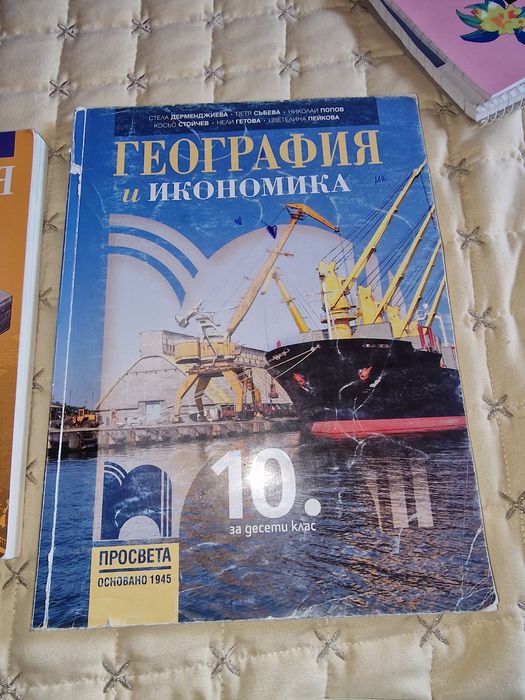 СТЕЛА ДЕРМЕНДЖИЕВА · ПЕТЯ СЪБЕВА · НИКОЛАЙ ПОПОВ
КОСЬО СТОЙЧЕВ · НЕЛИ ГЕТОВА · ЦВЕТЕЛИНА ПЕЙКОВА
ГЕОГРАФИЯ
и ИКОНОМИКА
10.
за десети клас
ПРОСВЕТА
ОСНОВАНО 1945
Я